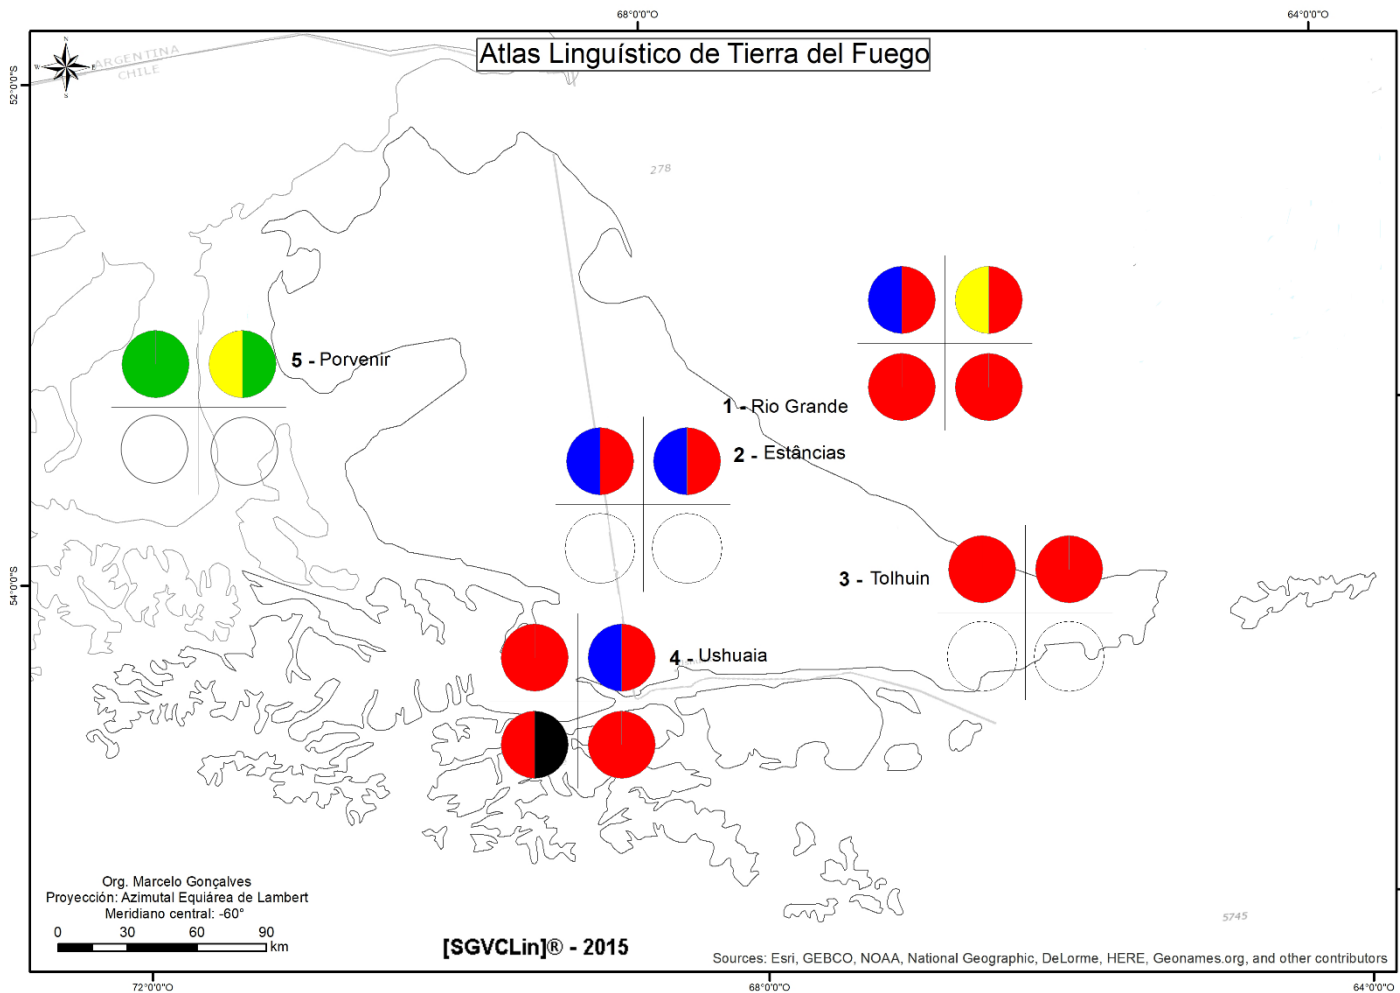 68°0'0"O
64°0'0"O
Atlas Linguístico de Tierra del Fuego
N
W
E
S
ARGENTINA
CHILE
52°0'0"S
278
5 - Porvenir
1 - Rio Grande
2 - Estâncias
3 - Tolhuin
54°0'0"S
4 - Ushuaia
Org. Marcelo Gonçalves
Proyección: Azimutal Equiárea de Lambert
Meridiano central: -60°
0 30 60 90
km
[SGVCLin]® - 2015
5745
Sources: Esri, GEBCO, NOAA, National Geographic, DeLorme, HERE, Geonames.org, and other contributors
72°0'0"O
68°0'0"O
64°0'0"O